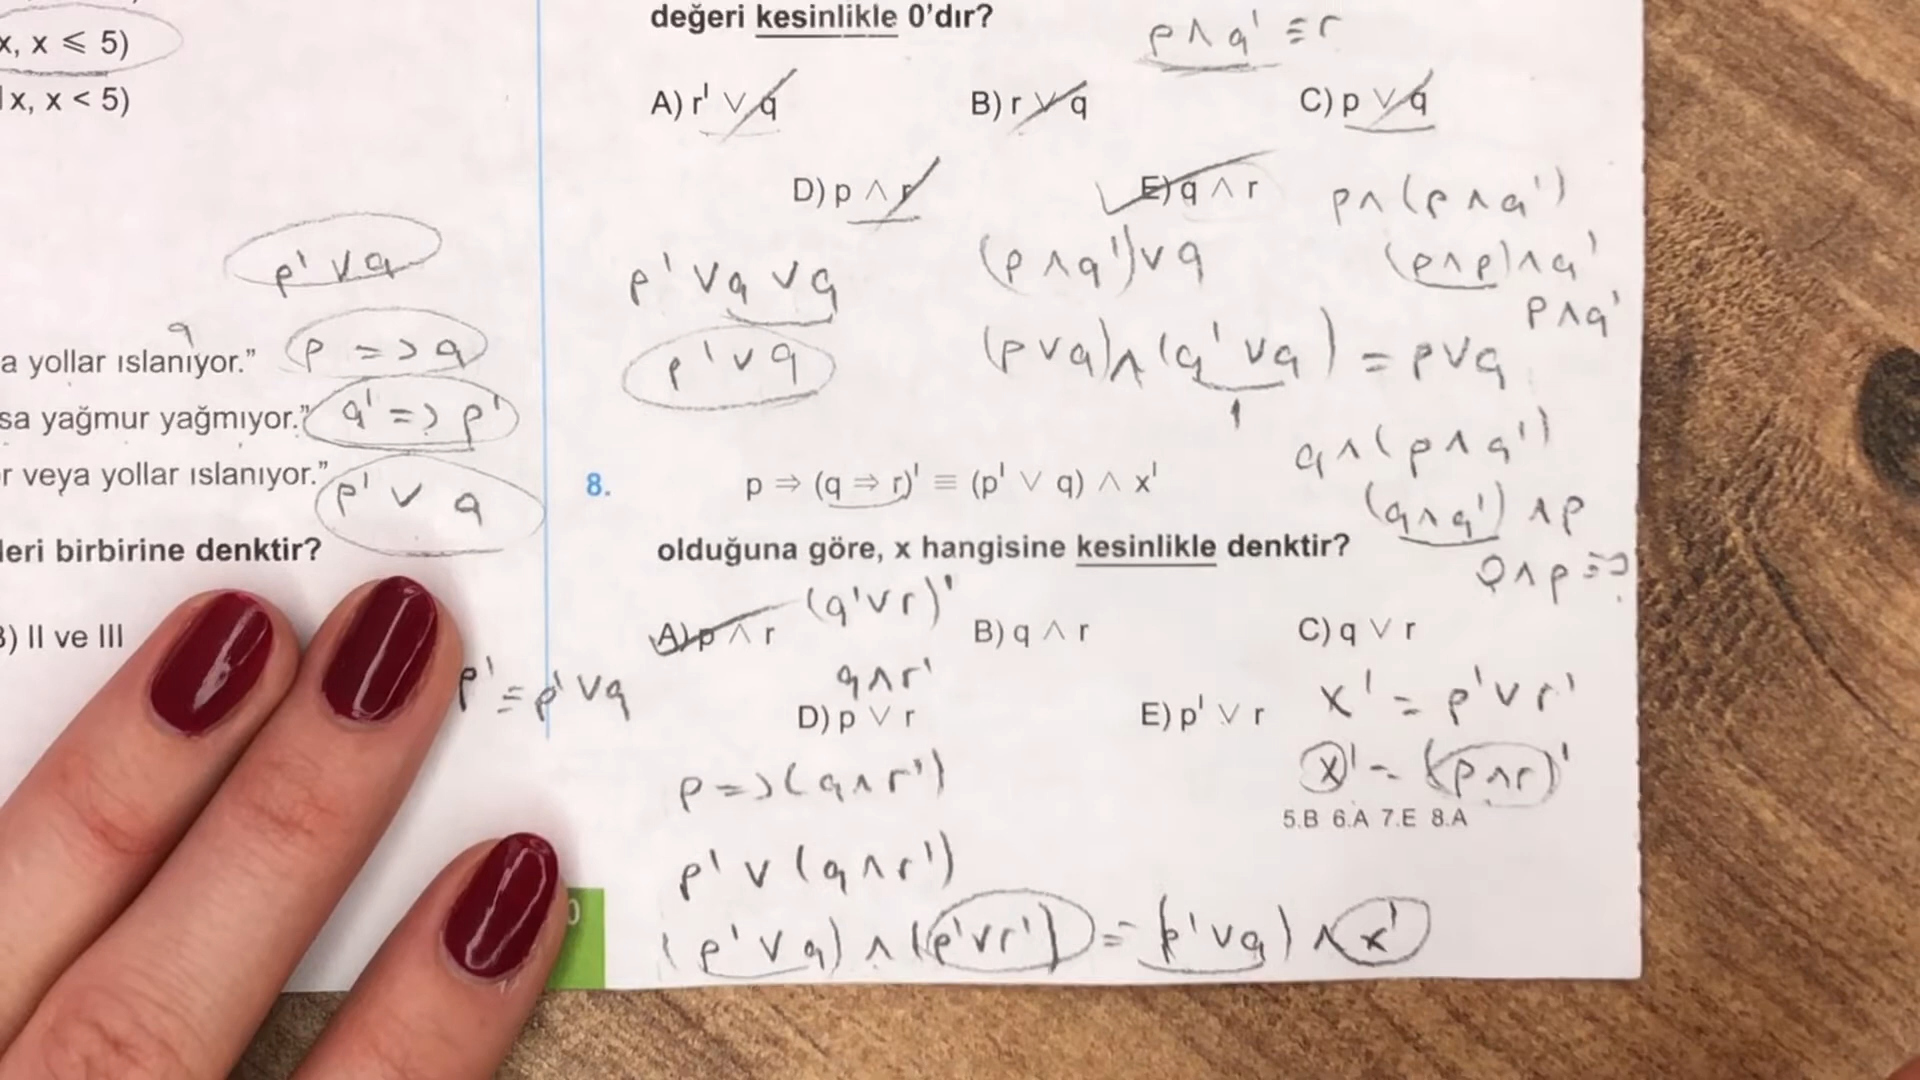 x, x ⩽ 5)
x, x < 5)
p' ∨ q
q
a yollar ıslanıyor.” p => q
sa yağmur yağmıyor.” q' => p'
r veya yollar ıslanıyor.” p' ∨ q
leri birbirine denktir?
B) II ve III
p' = p' ∨ q
değeri kesinlikle 0'dır?
p ∧ q' ≡ r
A) r' ∨ q B) r ∨ q C) p ∨ q
D) p ∧ r E) q ∧ r
p ∧ (p ∧ q')
(p ∧ p) ∧ q'
p ∧ q'
p' ∨ q ∨ q
p' ∨ q
(p ∧ q') ∨ q
(p ∨ q) ∧ (q' ∨ q) = p ∨ q
1
q ∧ (p ∧ q')
(q ∧ q') ∧ p
0 ∧ p =
8. p ⇒ (q ⇒ r)' ≡ (p' ∨ q) ∧ x'
olduğuna göre, x hangisine kesinlikle denktir?
(q' ∨ r)'
A) p ∧ r B) q ∧ r C) q ∨ r
q ∧ r'
D) p ∨ r E) p' ∨ r
x' = p' ∨ r'
x' = (p ∧ r)'
5.B 6.A 7.E 8.A
p => (q ∧ r')
p' ∨ (q ∧ r')
(p' ∨ q) ∧ (p' ∨ r') = (p' ∨ q) ∧ x'
0